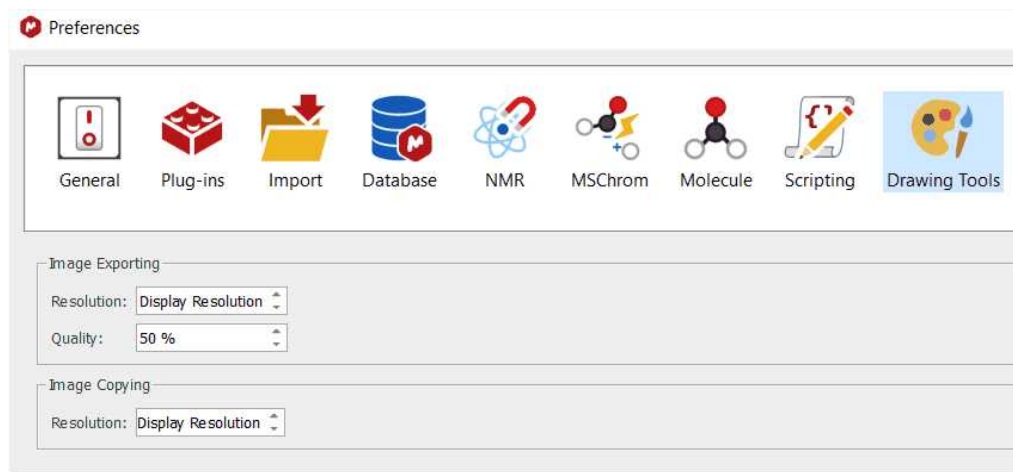 Preferences
General Plug-ins Import Database NMR MSChrom Molecule Scripting Drawing Tools
Image Exporting
Resolution: Display Resolution
Quality: 50 %
Image Copying
Resolution: Display Resolution